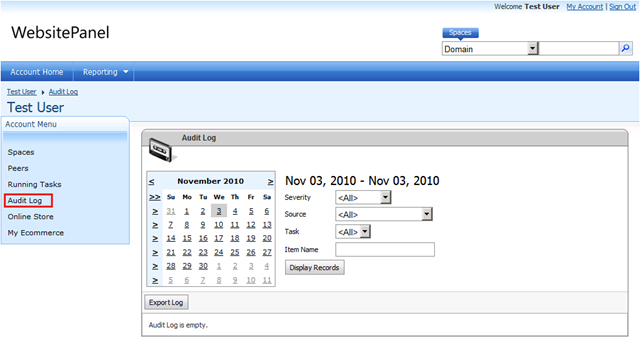 Welcome Test User My Account | Sign Out
WebsitePanel
Spaces
Domain
Account Home Reporting
Test User Audit Log
Test User
Account Menu
Spaces
Peers
Running Tasks
Audit Log
Online Store
My Ecommerce
Audit Log
< November 2010 >
>> Su Mo Tu We Th Fr Sa
> 31 1 2 3 4 5 6
> 7 8 9 10 11 12 13
> 14 15 16 17 18 19 20
> 21 22 23 24 25 26 27
> 28 29 30 1 2 3 4
> 5 6 7 8 9 10 11
Nov 03, 2010 - Nov 03, 2010
Severity <All>
Source <All>
Task <All>
Item Name
Display Records
Export Log
Audit Log is empty.